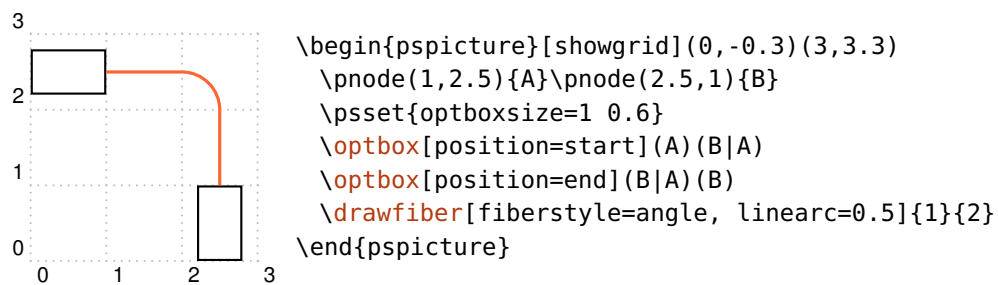 3
2
1
0
0 1 2 3
\begin{pspicture}[showgrid](0,-0.3)(3,3.3)
  \pnode(1,2.5){A}\pnode(2.5,1){B}
  \psset{optboxsize=1 0.6}
  \optbox[position=start](A)(B|A)
  \optbox[position=end](B|A)(B)
  \drawfiber[fiberstyle=angle, linearc=0.5]{1}{2}
\end{pspicture}